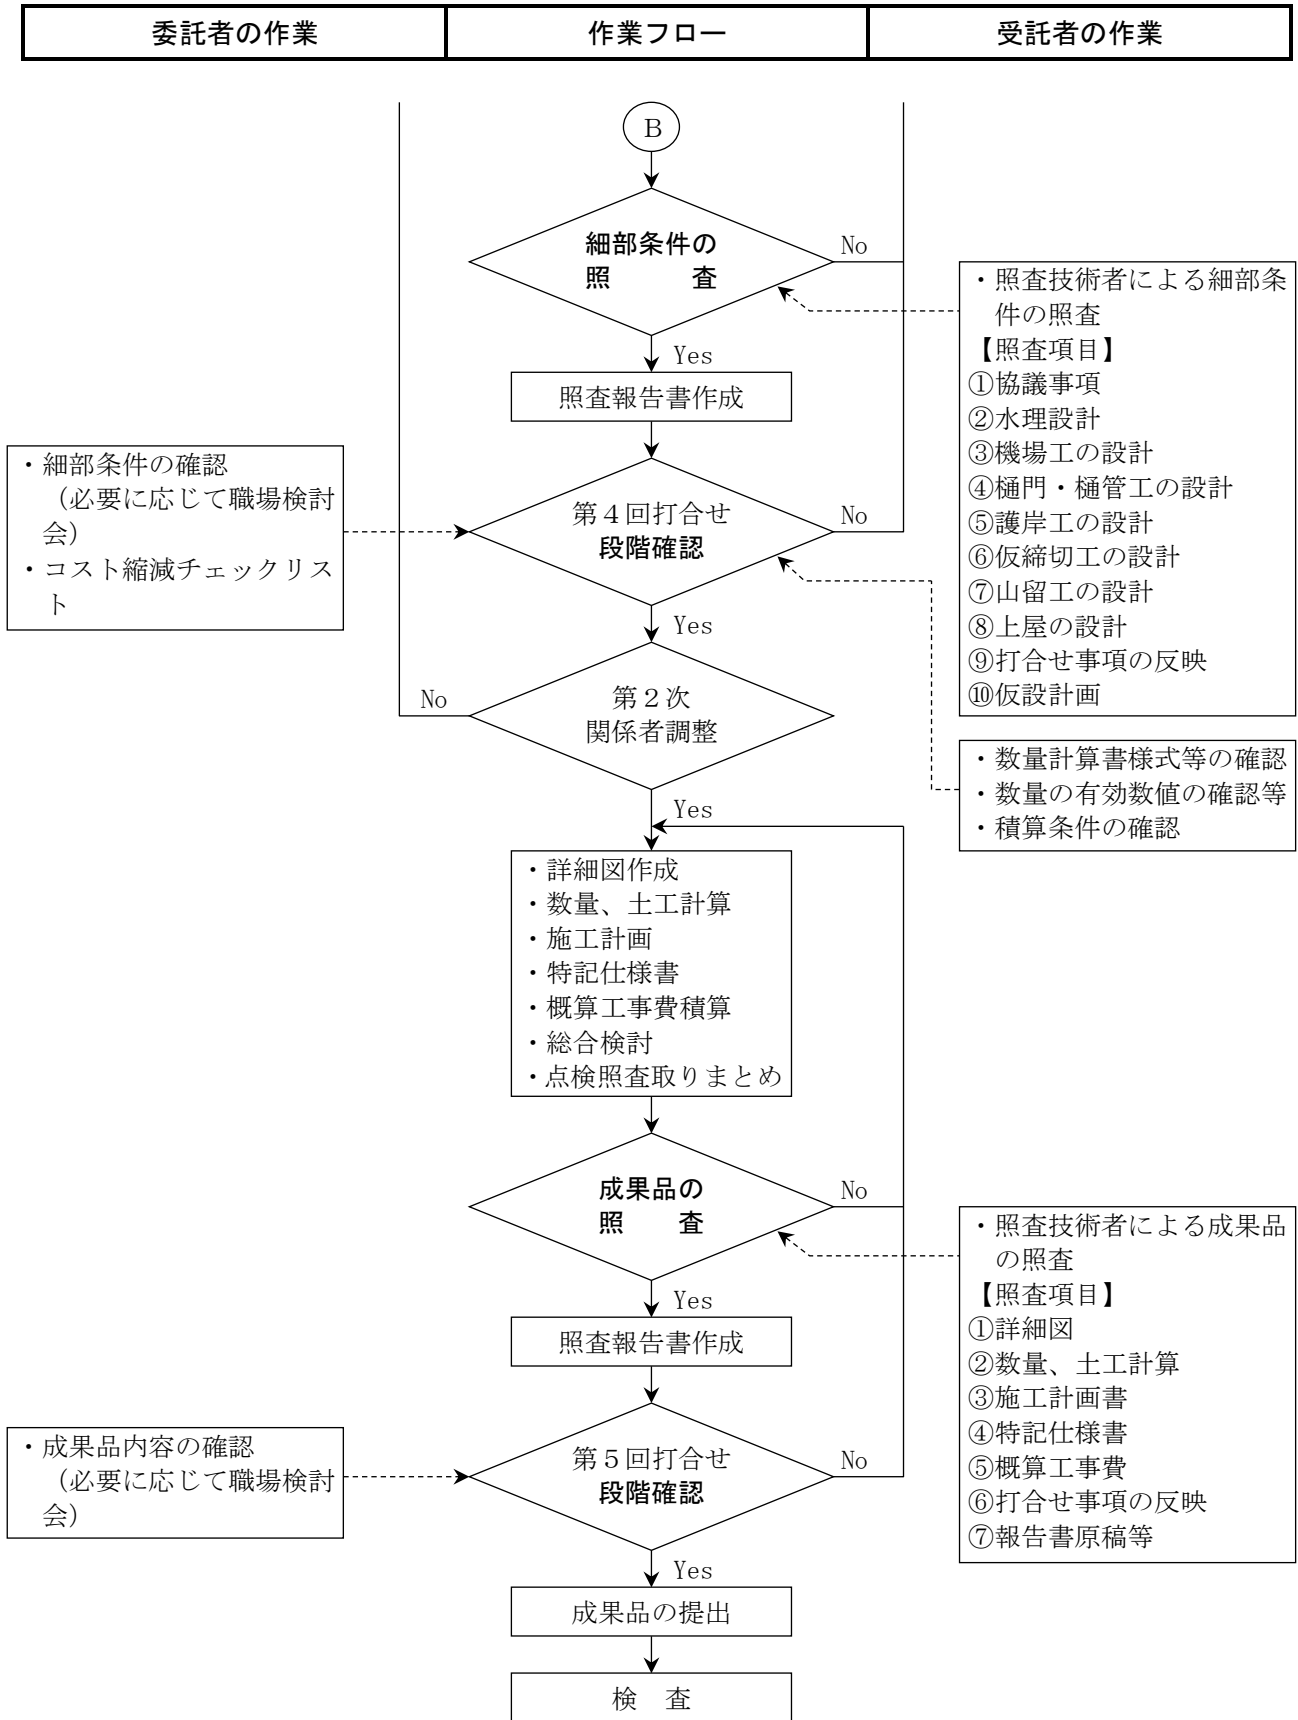 委託者の作業
作業フロー
受託者の作業
B
細部条件の
照　　　査
No
Yes
・照査技術者による細部条
件の照査
【照査項目】
①協議事項
②水理設計
③機場工の設計
④樋門・樋管工の設計
⑤護岸工の設計
⑥仮締切工の設計
⑦山留工の設計
⑧上屋の設計
⑨打合せ事項の反映
⑩仮設計画
照査報告書作成
・細部条件の確認
（必要に応じて職場検討
会）
・コスト縮減チェックリス
ト
第４回打合せ
段階確認
No
Yes
第２次
関係者調整
No
Yes
・数量計算書様式等の確認
・数量の有効数値の確認等
・積算条件の確認
・詳細図作成
・数量、土工計算
・施工計画
・特記仕様書
・概算工事費積算
・総合検討
・点検照査取りまとめ
成果品の
照　　査
No
Yes
・照査技術者による成果品
の照査
【照査項目】
①詳細図
②数量、土工計算
③施工計画書
④特記仕様書
⑤概算工事費
⑥打合せ事項の反映
⑦報告書原稿等
照査報告書作成
・成果品内容の確認
（必要に応じて職場検討
会）
第５回打合せ
段階確認
No
Yes
成果品の提出
検　査